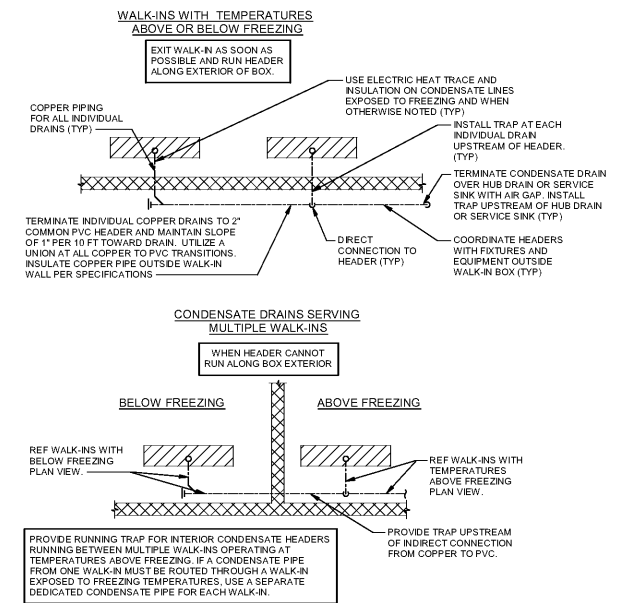 WALK-INS WITH TEMPERATURES
ABOVE OR BELOW FREEZING
EXIT WALK-IN AS SOON AS
POSSIBLE AND RUN HEADER
ALONG EXTERIOR OF BOX.
USE ELECTRIC HEAT TRACE AND
INSULATION ON CONDENSATE LINES
EXPOSED TO FREEZING AND WHEN
OTHERWISE NOTED (TYP)
COPPER PIPING
FOR ALL INDIVIDUAL
DRAINS (TYP)
INSTALL TRAP AT EACH
INDIVIDUAL DRAIN
UPSTREAM OF HEADER.
(TYP)
TERMINATE CONDENSATE DRAIN
OVER HUB DRAIN OR SERVICE
SINK WITH AIR GAP. INSTALL
TRAP UPSTREAM OF HUB DRAIN
OR SERVICE SINK (TYP)
TERMINATE INDIVIDUAL COPPER DRAINS TO 2"
COMMON PVC HEADER AND MAINTAIN SLOPE
OF 1" PER 10 FT TOWARD DRAIN. UTILIZE A
UNION AT ALL COPPER TO PVC TRANSITIONS.
INSULATE COPPER PIPE OUTSIDE WALK-IN
WALL PER SPECIFICATIONS
DIRECT
CONNECTION TO
HEADER (TYP)
COORDINATE HEADERS
WITH FIXTURES AND
EQUIPMENT OUTSIDE
WALK-IN BOX (TYP)
CONDENSATE DRAINS SERVING
MULTIPLE WALK-INS
WHEN HEADER CANNOT
RUN ALONG BOX EXTERIOR
BELOW FREEZING
ABOVE FREEZING
REF WALK-INS WITH
BELOW FREEZING
PLAN VIEW.
REF WALK-INS WITH
TEMPERATURES
ABOVE FREEZING
PLAN VIEW.
PROVIDE TRAP UPSTREAM
OF INDIRECT CONNECTION
FROM COPPER TO PVC.
PROVIDE RUNNING TRAP FOR INTERIOR CONDENSATE HEADERS
RUNNING BETWEEN MULTIPLE WALK-INS OPERATING AT
TEMPERATURES ABOVE FREEZING. IF A CONDENSATE PIPE
FROM ONE WALK-IN MUST BE ROUTED THROUGH A WALK-IN
EXPOSED TO FREEZING TEMPERATURES, USE A SEPARATE
DEDICATED CONDENSATE PIPE FOR EACH WALK-IN.